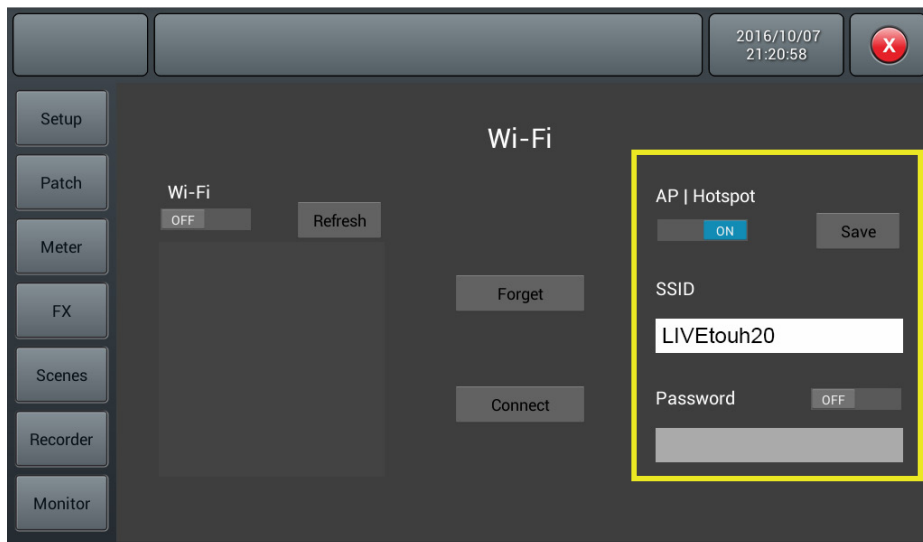 2016/10/07
21:20:58
X
Setup
Patch
Meter
FX
Scenes
Recorder
Monitor
Wi-Fi
Wi-Fi
OFF
Refresh
Forget
Connect
AP | Hotspot
ON
Save
SSID
LIVEtouh20
Password
OFF